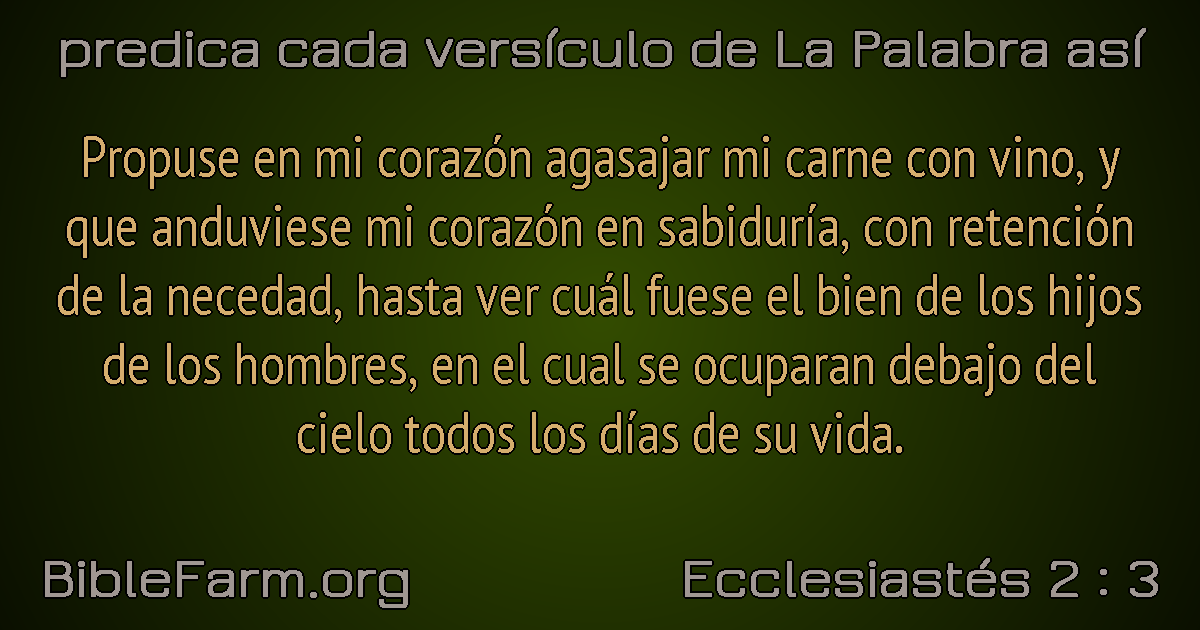 predica cada versículo de La Palabra así
Propuse en mi corazón agasajar mi carne con vino, y
que anduviese mi corazón en sabiduría, con retención
de la necedad, hasta ver cuál fuese el bien de los hijos
de los hombres, en el cual se ocuparan debajo del
cielo todos los días de su vida.
BibleFarm.org
Ecclesiastés 2 : 3